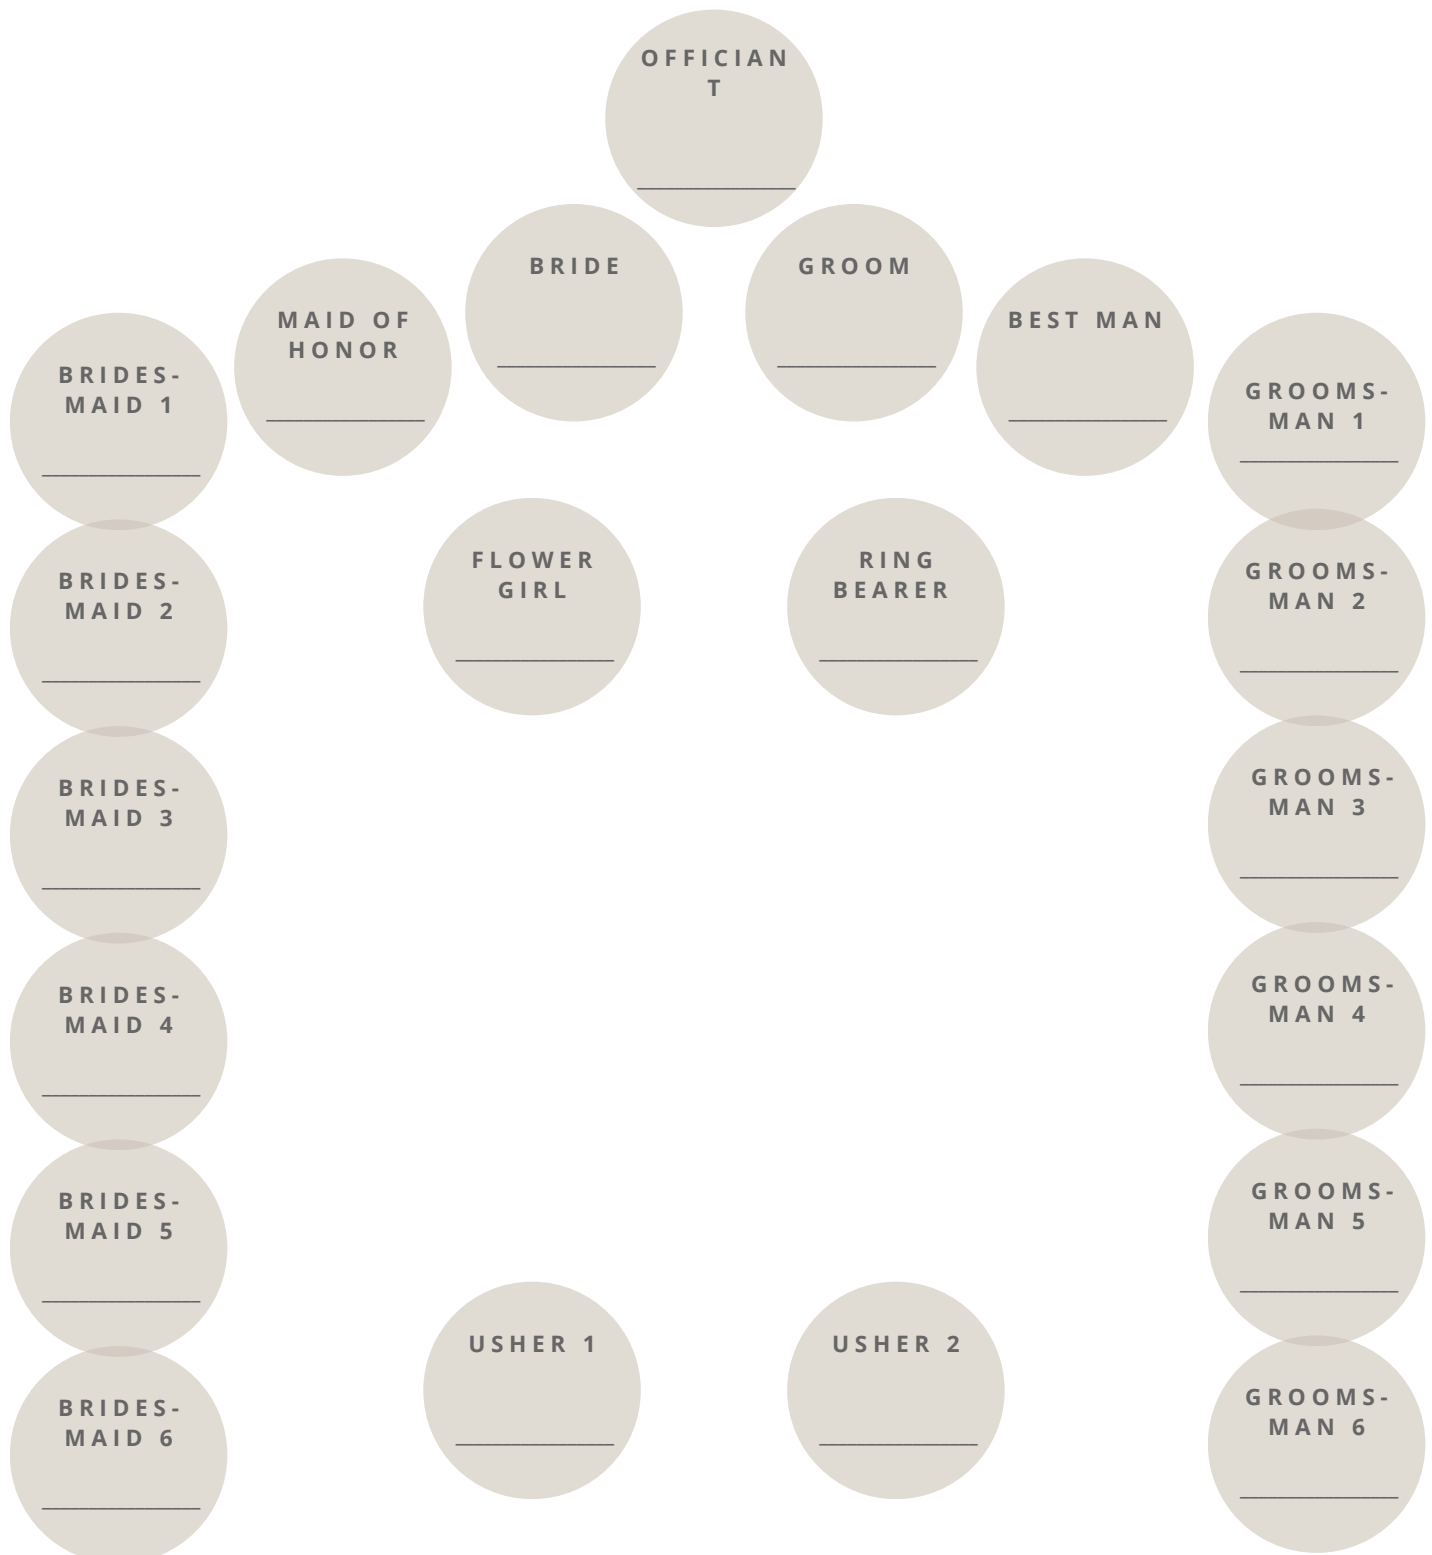 OFFICIAN
T
BRIDE
GROOM
MAID OF
HONOR
BEST MAN
BRIDES-
MAID 1
GROOMS-
MAN 1
FLOWER
GIRL
RING
BEARER
BRIDES-
MAID 2
GROOMS-
MAN 2
BRIDES-
MAID 3
GROOMS-
MAN 3
BRIDES-
MAID 4
GROOMS-
MAN 4
BRIDES-
MAID 5
GROOMS-
MAN 5
USHER 1
USHER 2
BRIDES-
MAID 6
GROOMS-
MAN 6